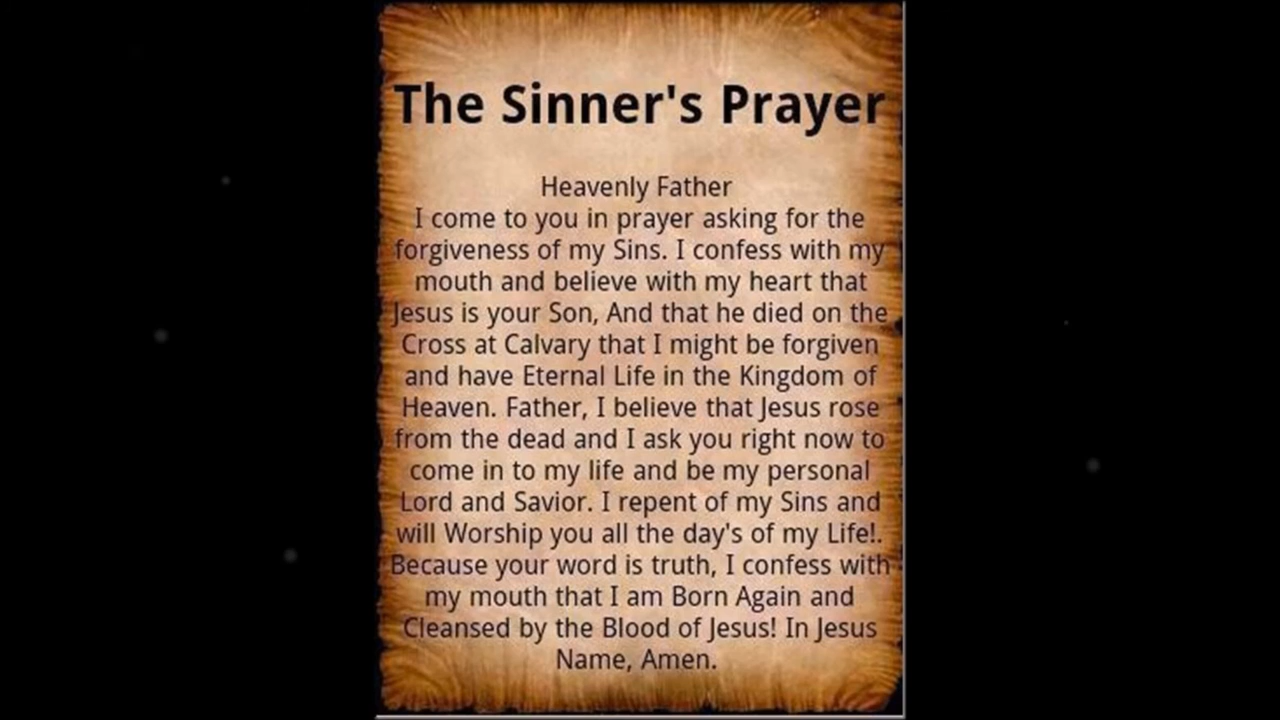 The Sinner's Prayer
Heavenly Father
I come to you in prayer asking for the
forgiveness of my Sins. I confess with my
mouth and believe with my heart that
Jesus is your Son, And that he died on the
Cross at Calvary that I might be forgiven
and have Eternal Life in the Kingdom of
Heaven. Father, I believe that Jesus rose
from the dead and I ask you right now to
come in to my life and be my personal
Lord and Savior. I repent of my Sins and
will Worship you all the day's of my Life!.
Because your word is truth, I confess with
my mouth that I am Born Again and
Cleansed by the Blood of Jesus! In Jesus
Name, Amen.